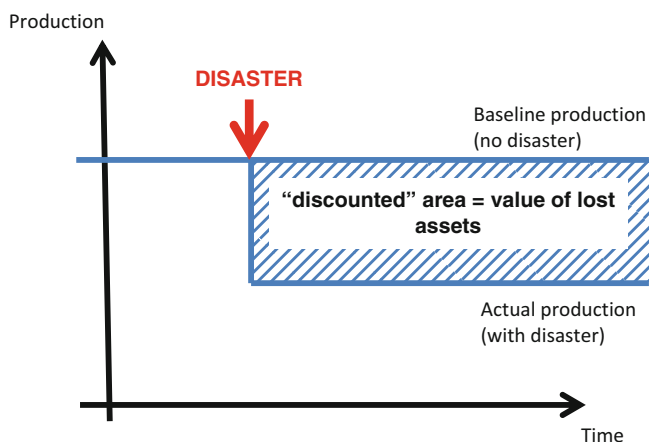 Production
DISASTER
Baseline production
(no disaster)
“discounted” area = value of lost
assets
Actual production
(with disaster)
Time